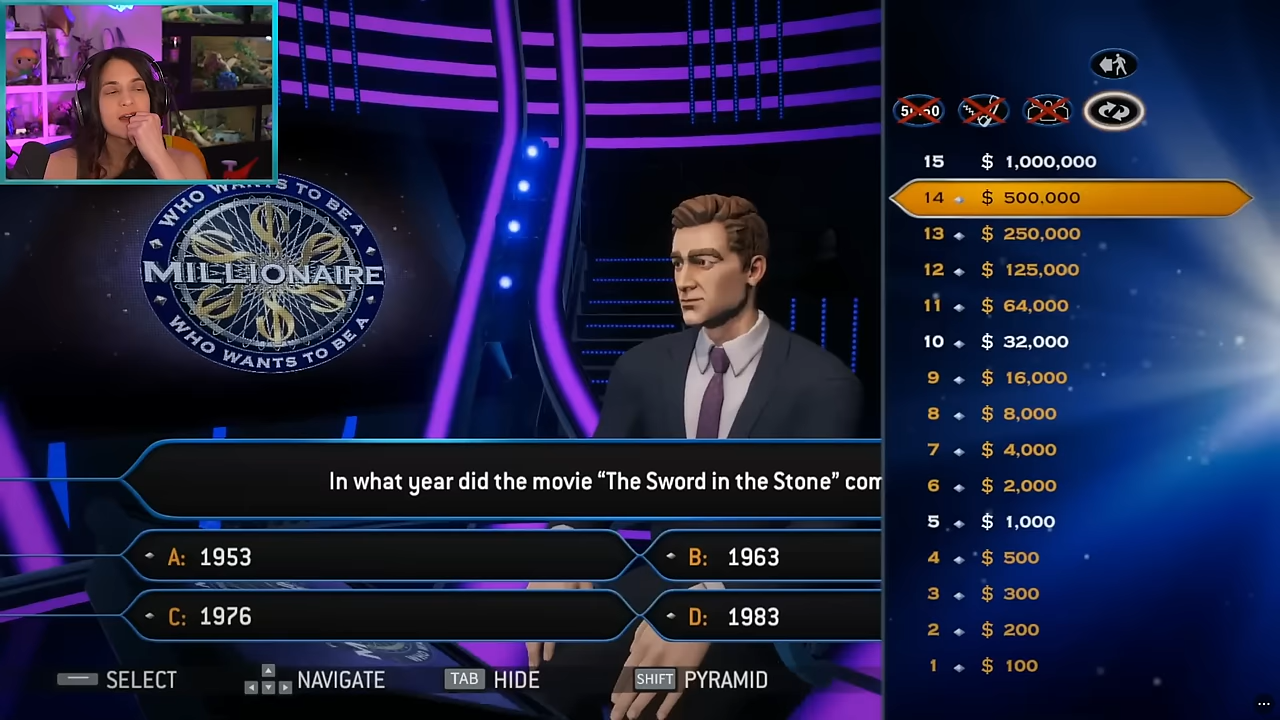 WHO WANTS TO BE A
MILLIONAIRE
WHO WANTS TO BE A
50:50
15 $ 1,000,000
14 $ 500,000
13 $ 250,000
12 $ 125,000
11 $ 64,000
10 $ 32,000
9 $ 16,000
8 $ 8,000
7 $ 4,000
6 $ 2,000
5 $ 1,000
4 $ 500
3 $ 300
2 $ 200
1 $ 100
In what year did the movie “The Sword in the Stone” com
A: 1953
B: 1963
C: 1976
D: 1983
SELECT
NAVIGATE
TAB HIDE
SHIFT PYRAMID